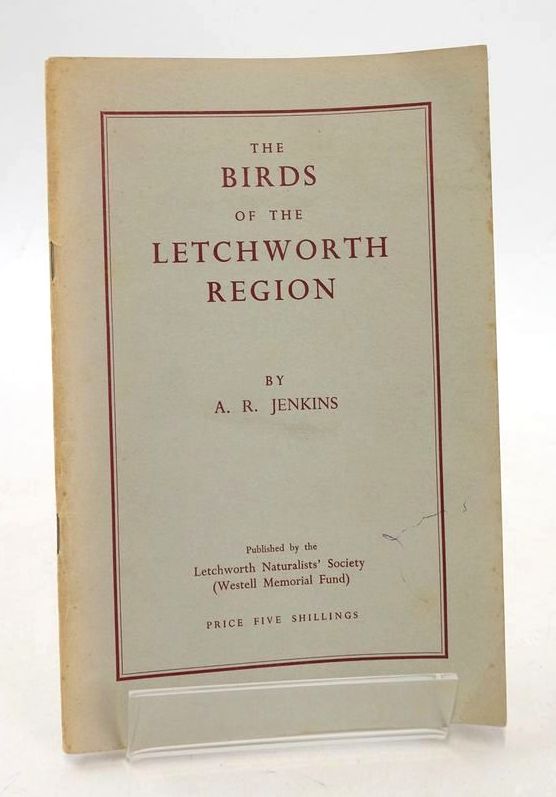 THE
BIRDS
OF THE
LETCHWORTH
REGION
BY
A. R. JENKINS
Published by the
Letchworth Naturalists' Society
(Westell Memorial Fund)
PRICE FIVE SHILLINGS